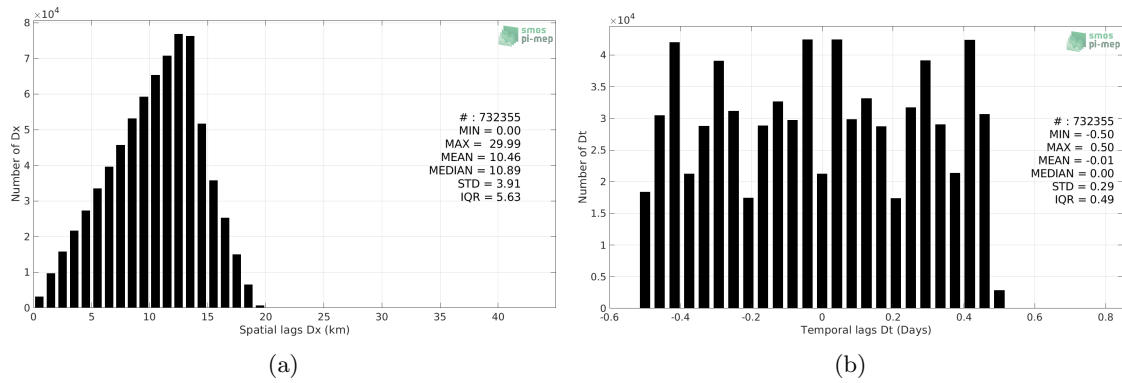 ×10⁴
8
7
6
5
4
3
2
1
0
Number of Dx
smos
pi-mep
# : 732355
MIN = 0.00
MAX = 29.99
MEAN = 10.46
MEDIAN = 10.89
STD = 3.91
IQR = 5.63
0 5 10 15 20 25 30 35 40
Spatial lags Dx (km)
(a)
×10⁴
4
3.5
3
2.5
2
1.5
1
0.5
0
Number of Dt
smos
pi-mep
# : 732355
MIN = -0.50
MAX = 0.50
MEAN = -0.01
MEDIAN = 0.00
STD = 0.29
IQR = 0.49
-0.6 -0.4 -0.2 0 0.2 0.4 0.6 0.8
Temporal lags Dt (Days)
(b)